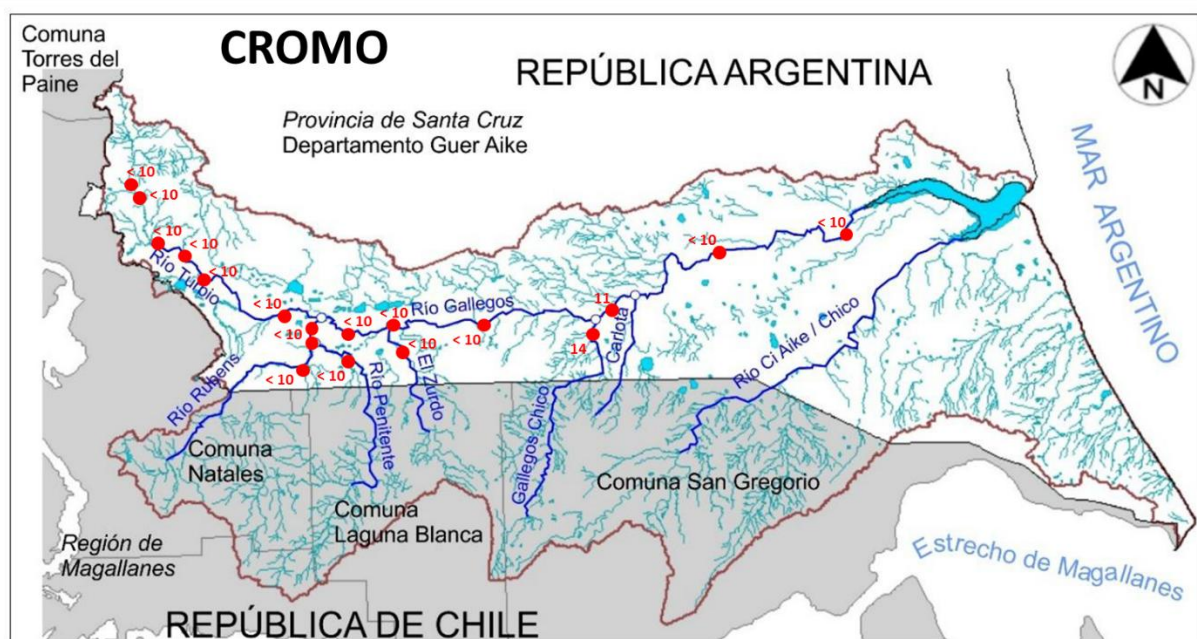 Comuna
Torres del
Paine
CROMO
REPÚBLICA ARGENTINA
N
Provincia de Santa Cruz
Departamento Guer Aike
MAR ARGENTINO
< 10
< 10
< 10
< 10
< 10
Río Turbio
< 10
< 10
< 10
Río Gallegos
11
< 10
< 10
< 10
< 10
< 10
14
Carlota
< 10
< 10
El Zurdo
Río Rubens
Río Penitente
Gallegos Chico
Río Ci Aike / Chico
Comuna
Natales
Comuna
Laguna Blanca
Comuna San Gregorio
Región de
Magallanes
Estrecho de Magallanes
REPÚBLICA DE CHILE